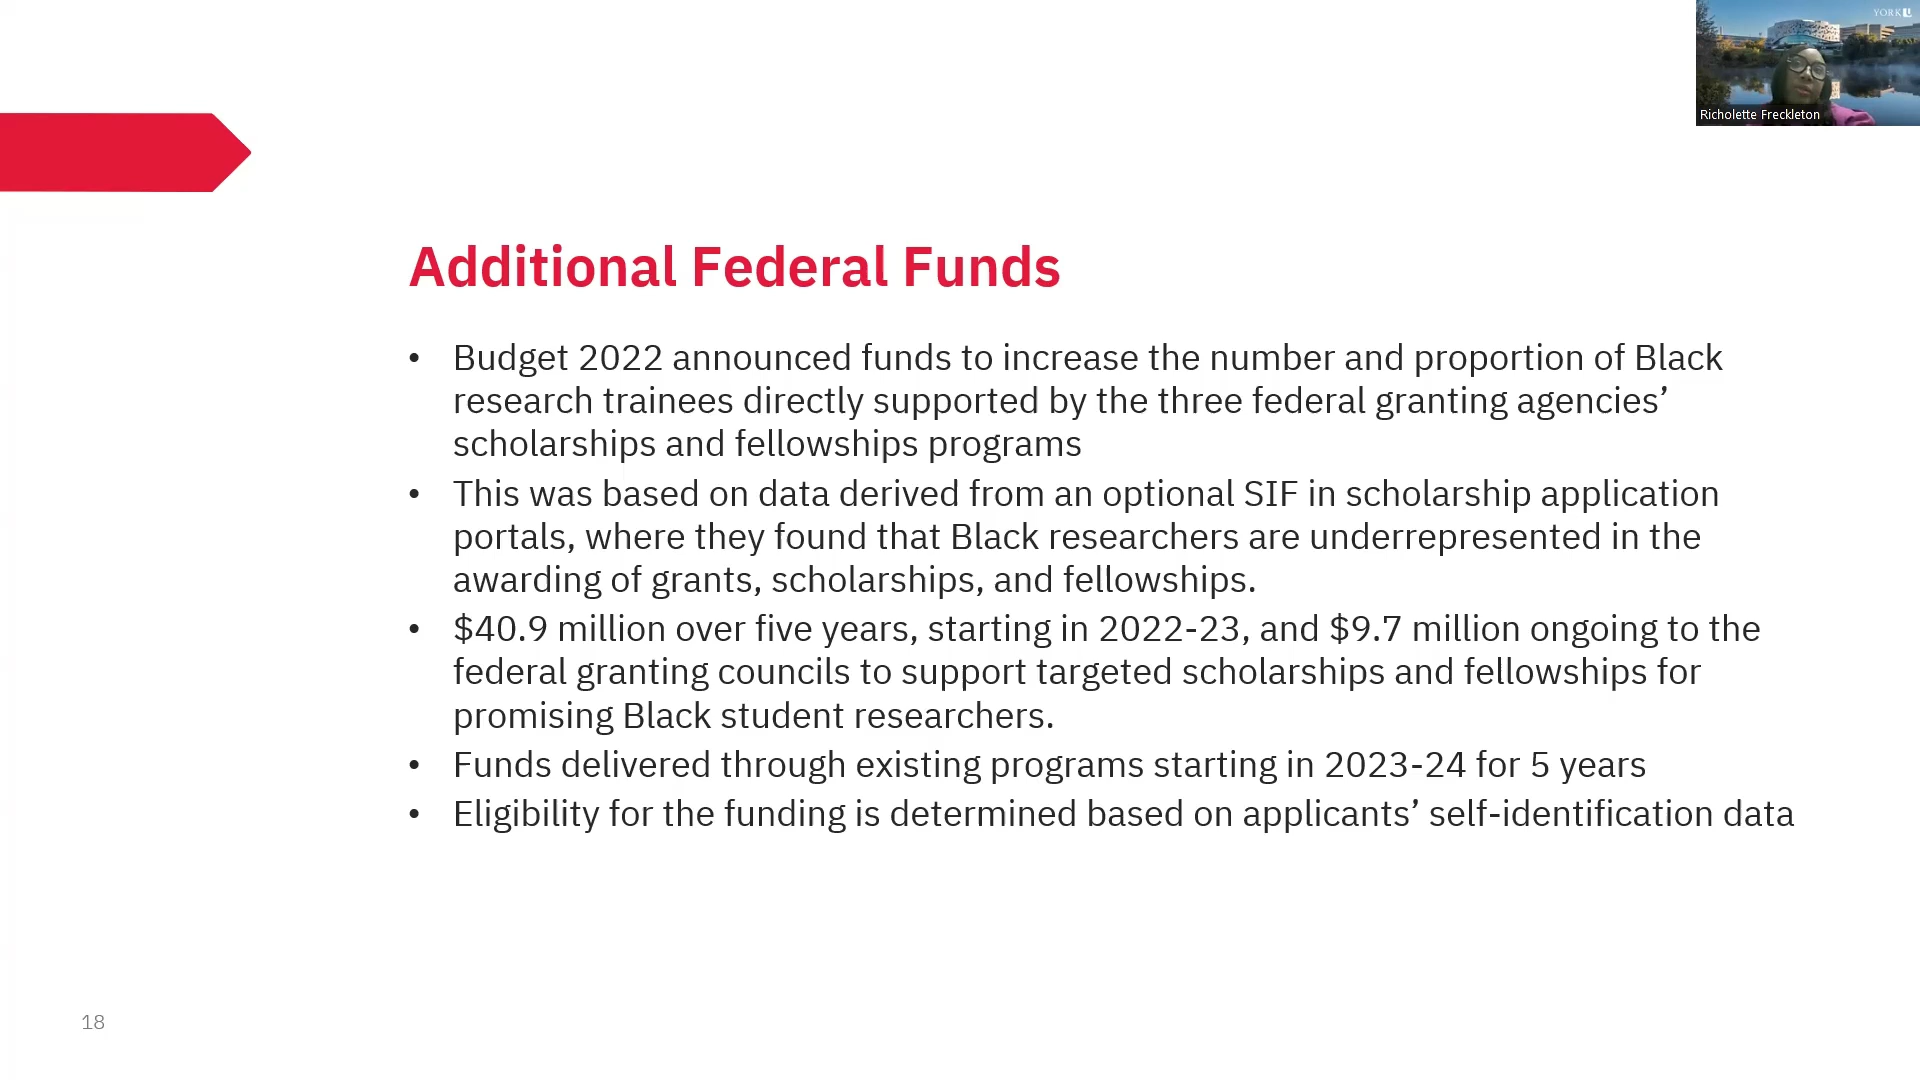 YORK U
Richolette Freckleton
Additional Federal Funds
• Budget 2022 announced funds to increase the number and proportion of Black
research trainees directly supported by the three federal granting agencies’
scholarships and fellowships programs
• This was based on data derived from an optional SIF in scholarship application
portals, where they found that Black researchers are underrepresented in the
awarding of grants, scholarships, and fellowships.
• $40.9 million over five years, starting in 2022-23, and $9.7 million ongoing to the
federal granting councils to support targeted scholarships and fellowships for
promising Black student researchers.
• Funds delivered through existing programs starting in 2023-24 for 5 years
• Eligibility for the funding is determined based on applicants’ self-identification data
18